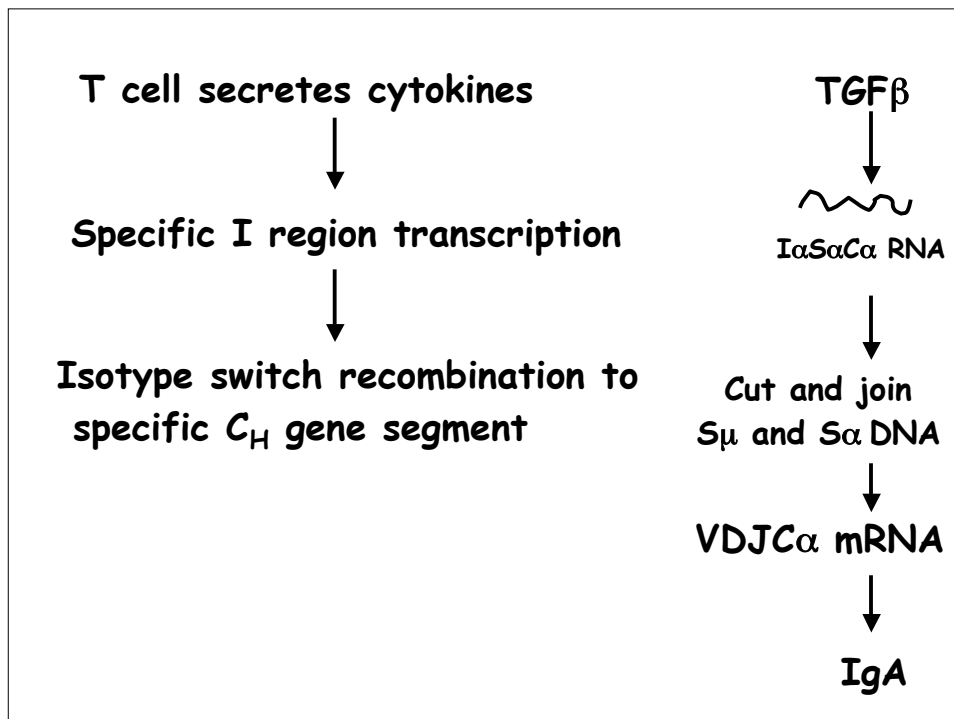 T cell secretes cytokines
Specific I region transcription
Isotype switch recombination to
specific C_H gene segment
TGFβ
IαSαCα RNA
Cut and join
Sμ and Sα DNA
VDJCα mRNA
IgA